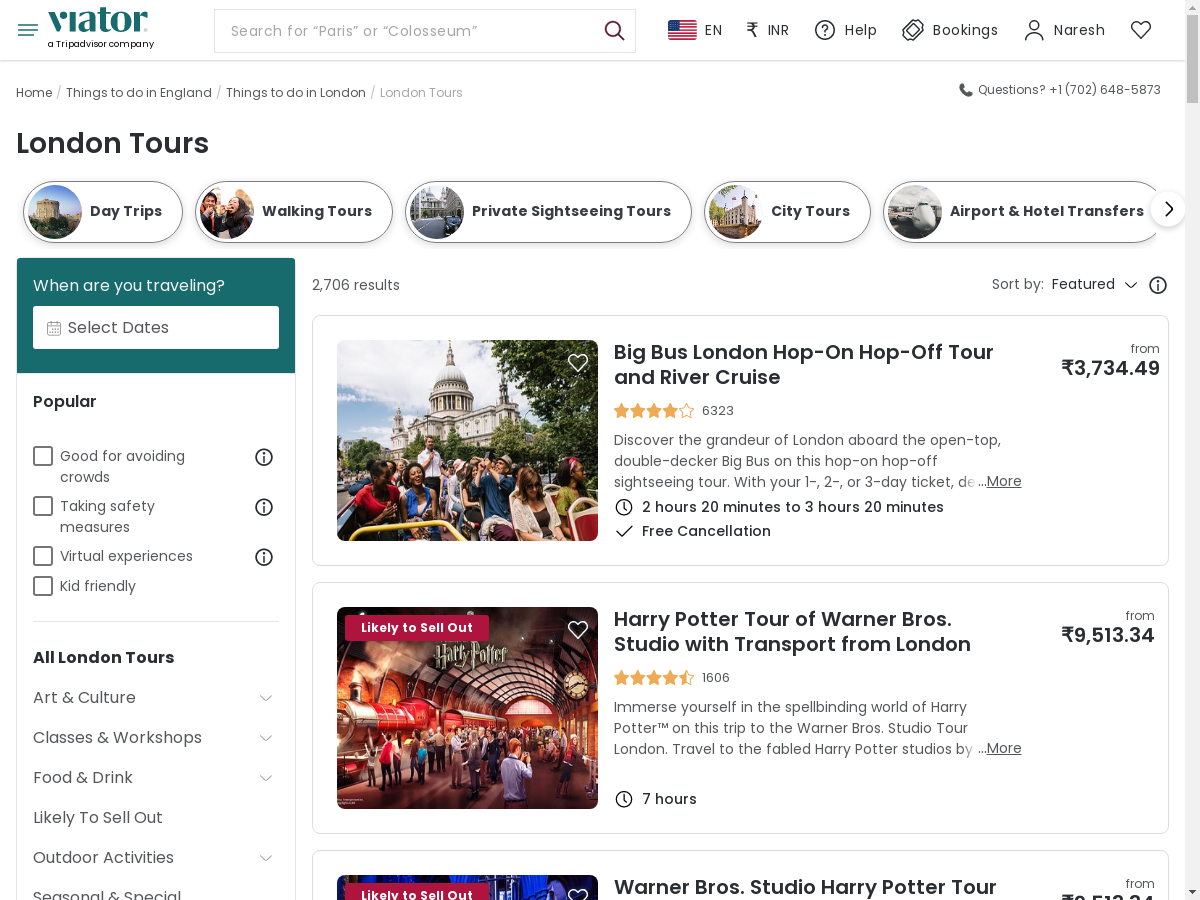 viator
a Tripadvisor company
Search for “Paris” or “Colosseum”
EN
₹ INR
Help
Bookings
Naresh
Home / Things to do in England / Things to do in London / London Tours
Questions? +1 (702) 648-5873
London Tours
Day Trips
Walking Tours
Private Sightseeing Tours
City Tours
Airport & Hotel Transfers
When are you traveling?
Select Dates
Popular
Good for avoiding
crowds
Taking safety
measures
Virtual experiences
Kid friendly
All London Tours
Art & Culture
Classes & Workshops
Food & Drink
Likely To Sell Out
Outdoor Activities
Seasonal & Special
2,706 results
Sort by: Featured
Big Bus London Hop-On Hop-Off Tour
and River Cruise
from
₹3,734.49
6323
Discover the grandeur of London aboard the open-top,
double-decker Big Bus on this hop-on hop-off
sightseeing tour. With your 1-, 2-, or 3-day ticket, de ...More
2 hours 20 minutes to 3 hours 20 minutes
Free Cancellation
Likely to Sell Out
Harry Potter
Harry Potter Tour of Warner Bros.
Studio with Transport from London
from
₹9,513.34
1606
Immerse yourself in the spellbinding world of Harry
Potter™ on this trip to the Warner Bros. Studio Tour
London. Travel to the fabled Harry Potter studios by ...More
7 hours
Likely to Sell Out
Warner Bros. Studio Harry Potter Tour
from
₹9,513.34